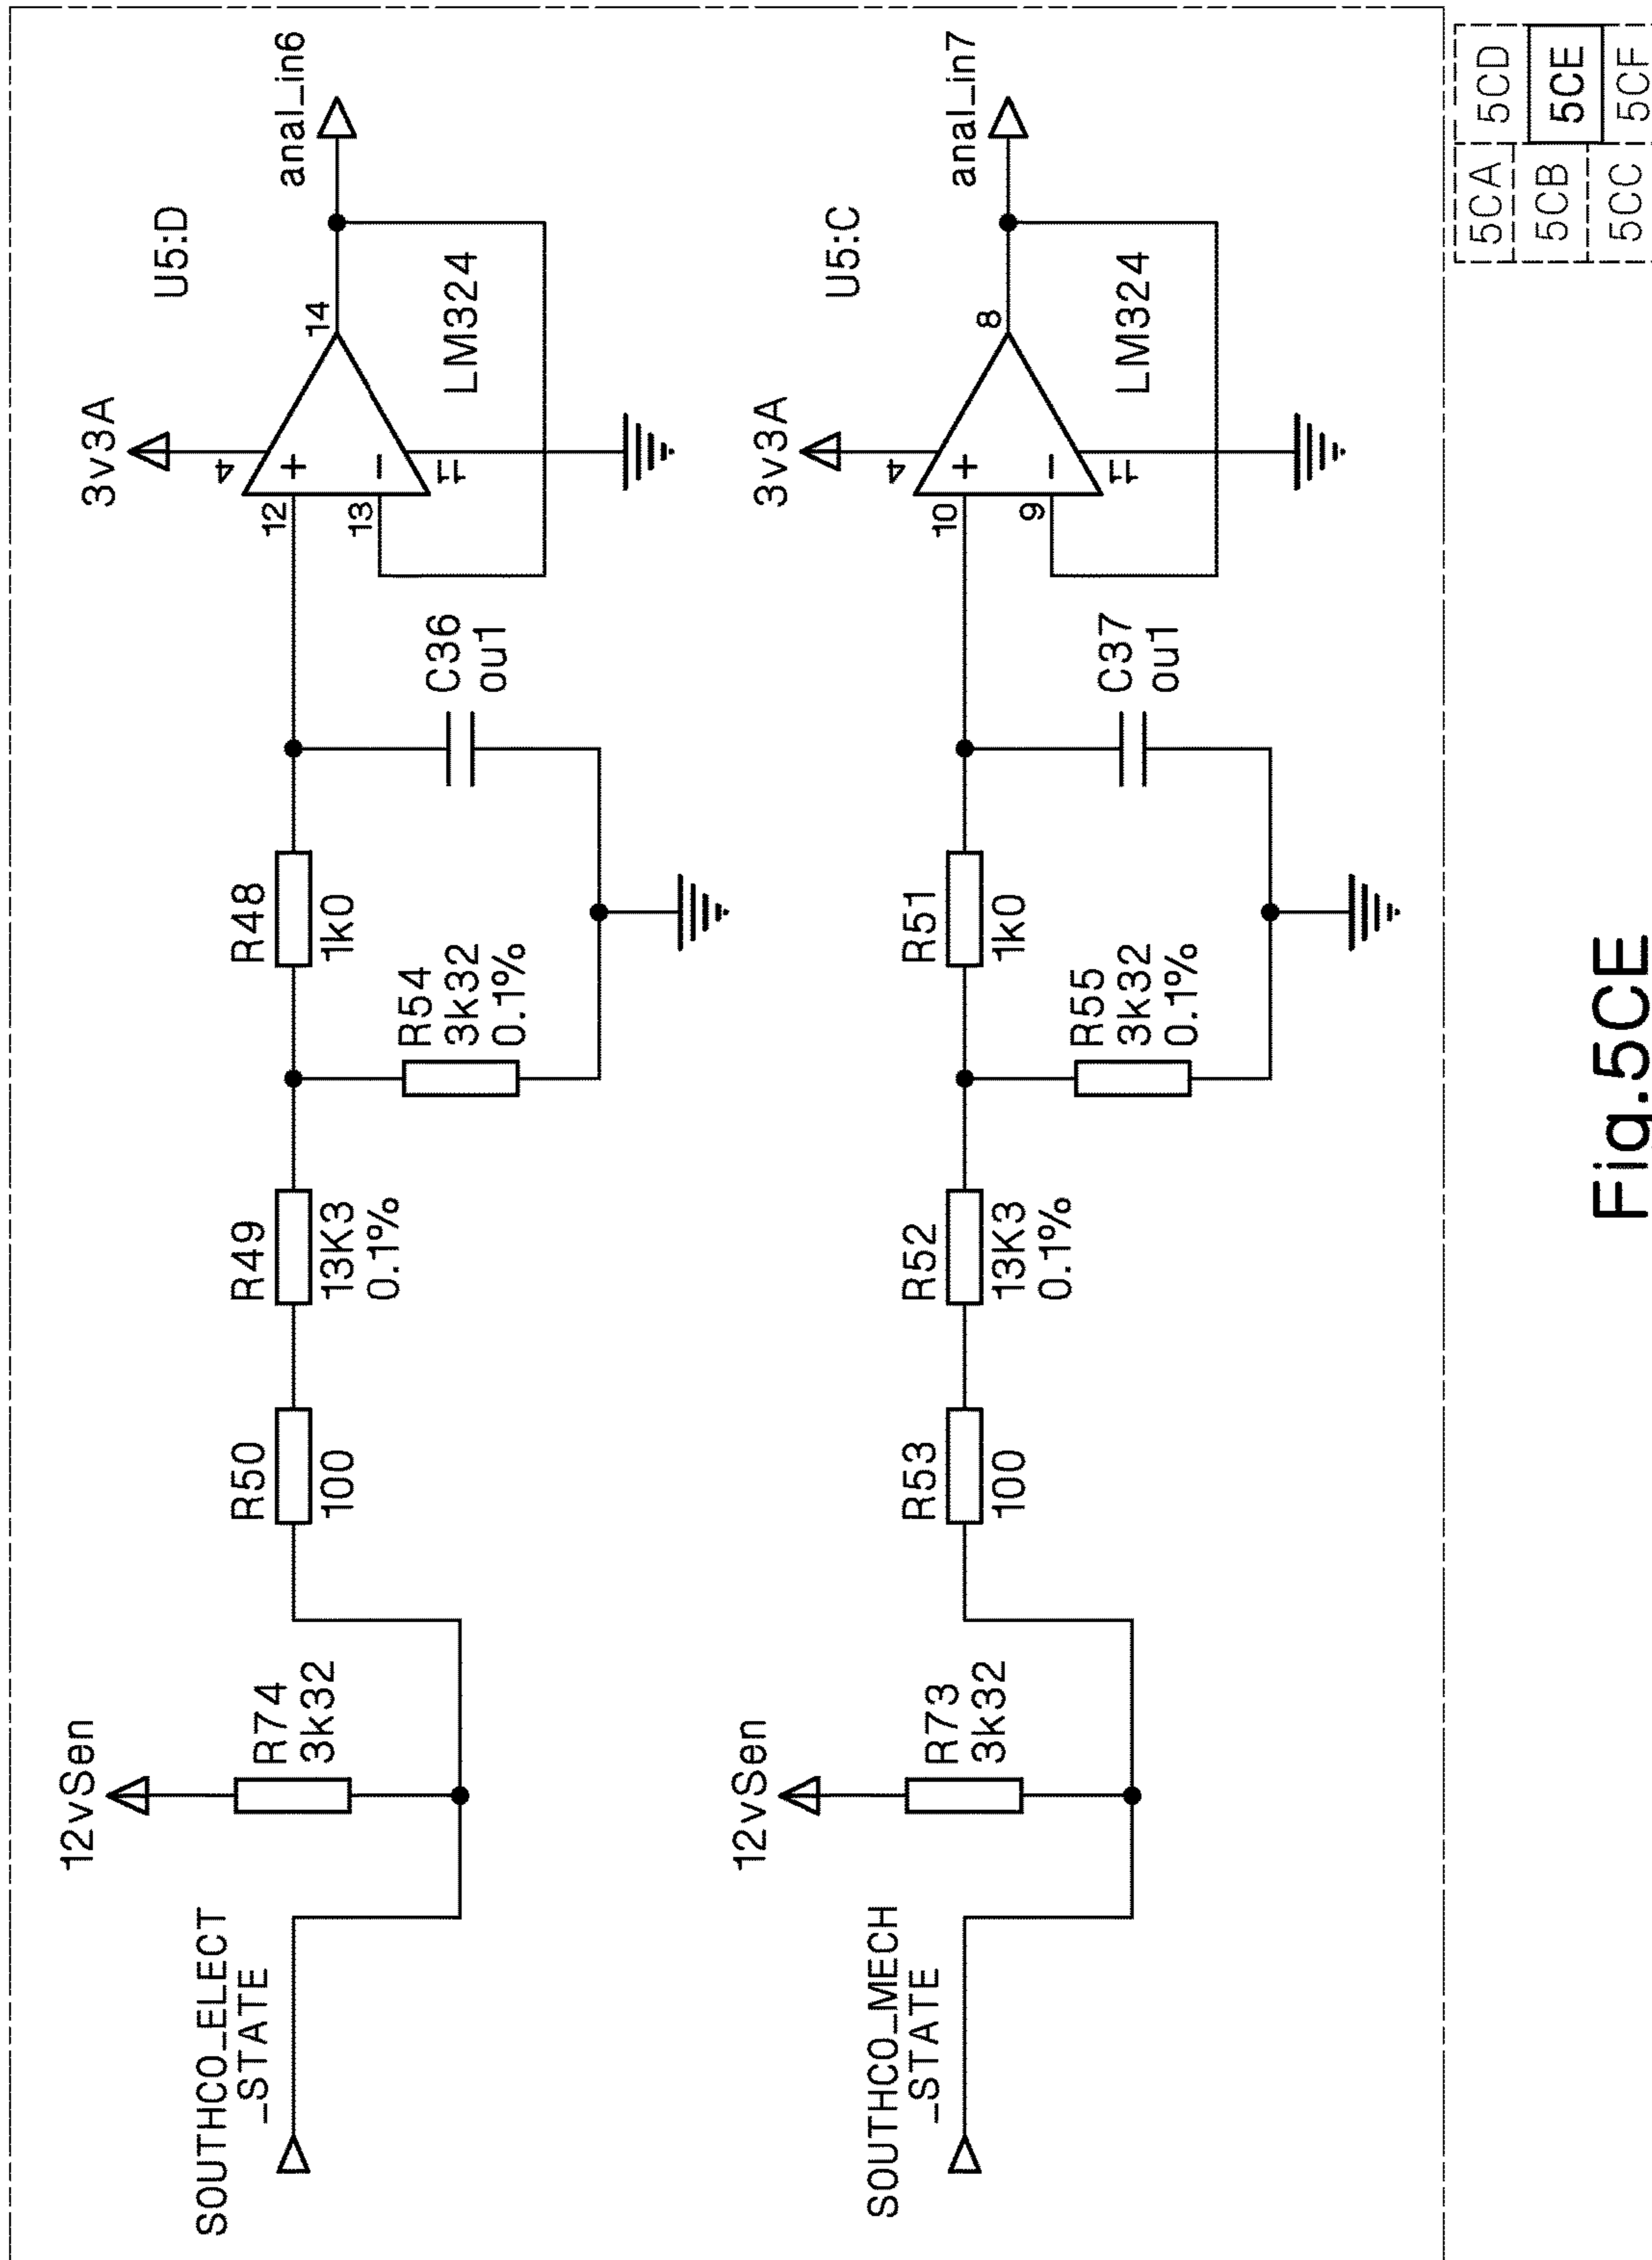 12vSen
R74
3k32
SOUTHCO_ELECT
_STATE
R50
100
R49
13K3
0.1%
R54
3k32
0.1%
R48
1k0
C36
0u1
3v3A
4
12
+
13
-
11
14
U5:D
LM324
anal_in6
12vSen
R73
3k32
SOUTHCO_MECH
_STATE
R53
100
R52
13K3
0.1%
R55
3k32
0.1%
R51
1k0
C37
0u1
3v3A
4
10
+
9
-
11
8
U5:C
LM324
anal_in7
5CA 5CD
5CB 5CE
5CC 5CF
Fig.5CE